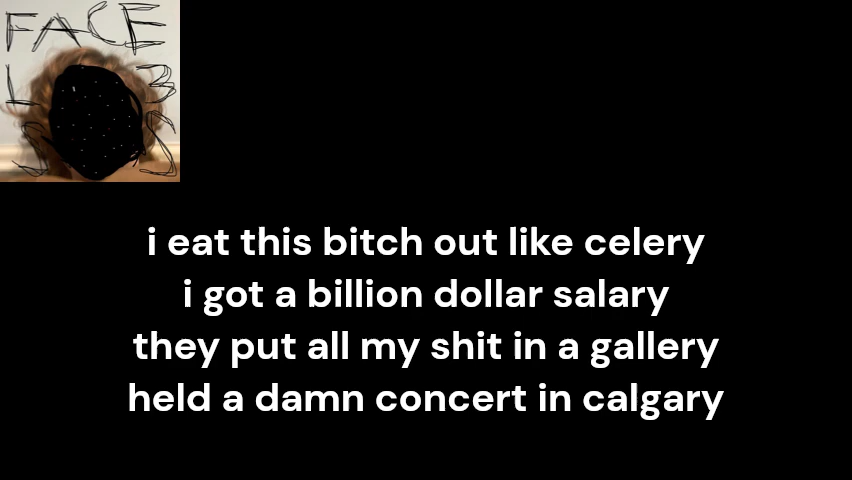 FACE
L 3
S S
i eat this bitch out like celery
i got a billion dollar salary
they put all my shit in a gallery
held a damn concert in calgary